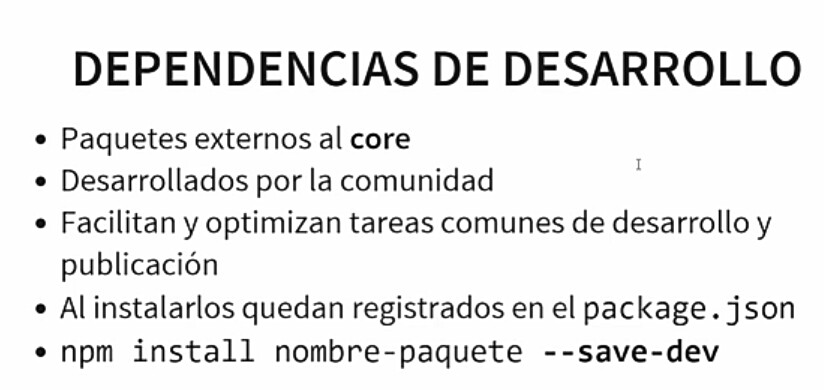 DEPENDENCIAS DE DESARROLLO
• Paquetes externos al core
• Desarrollados por la comunidad
• Facilitan y optimizan tareas comunes de desarrollo y
publicación
• Al instalarlos quedan registrados en el package.json
• npm install nombre-paquete --save-dev